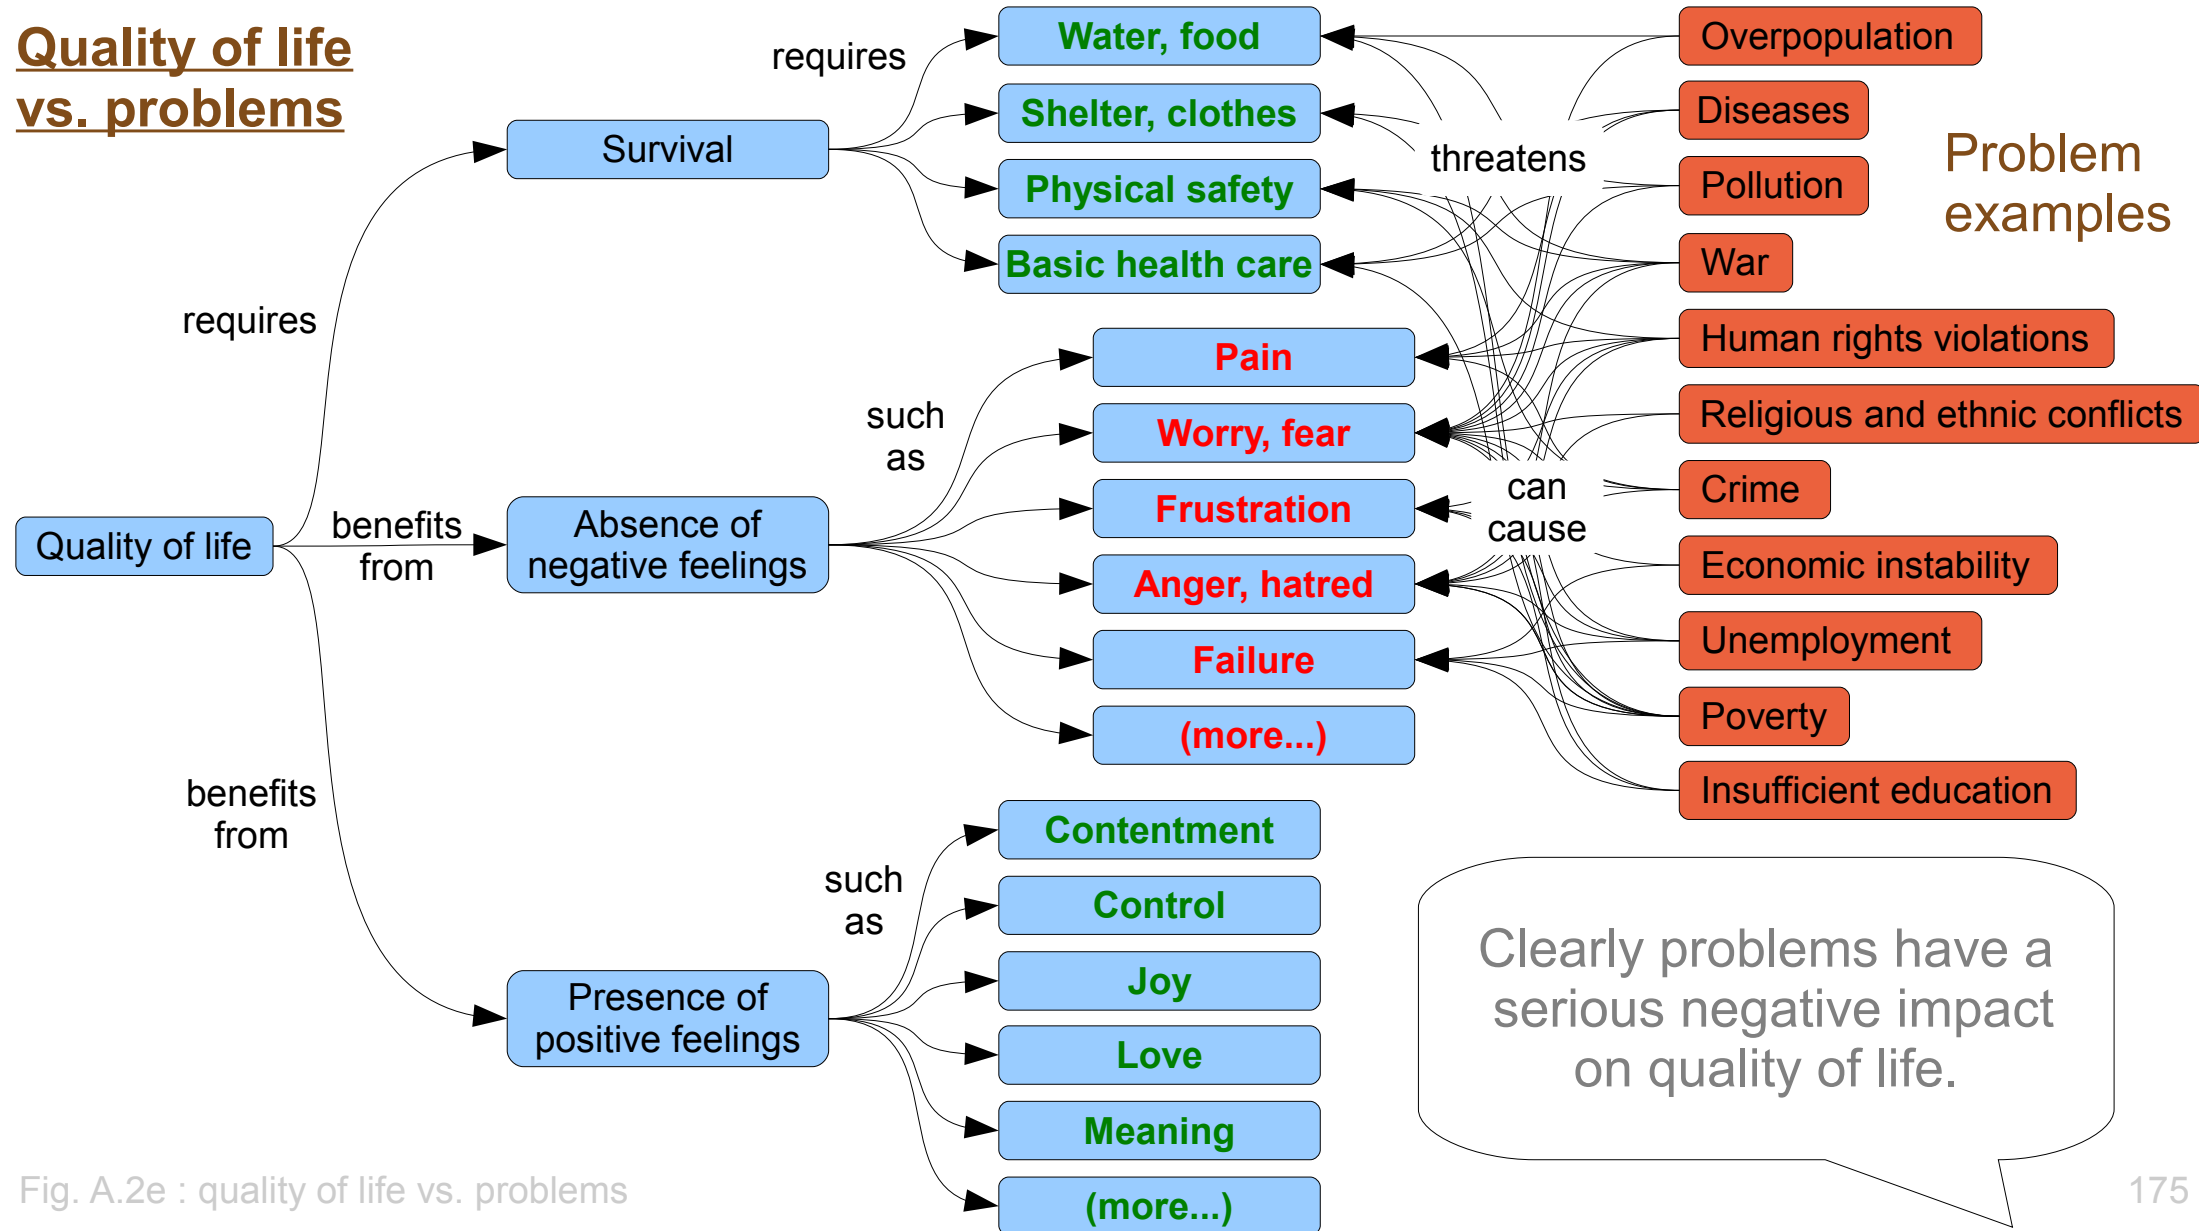 Quality of life
vs. problems
Quality of life
requires
benefits
from
benefits
from
Survival
Absence of
negative feelings
Presence of
positive feelings
requires
Water, food
Shelter, clothes
Physical safety
Basic health care
such
as
Pain
Worry, fear
Frustration
Anger, hatred
Failure
(more...)
such
as
Contentment
Control
Joy
Love
Meaning
(more...)
threatens
can
cause
Overpopulation
Diseases
Pollution
War
Human rights violations
Religious and ethnic conflicts
Crime
Economic instability
Unemployment
Poverty
Insufficient education
Problem
examples
Clearly problems have a
serious negative impact
on quality of life.
Fig. A.2e : quality of life vs. problems
175